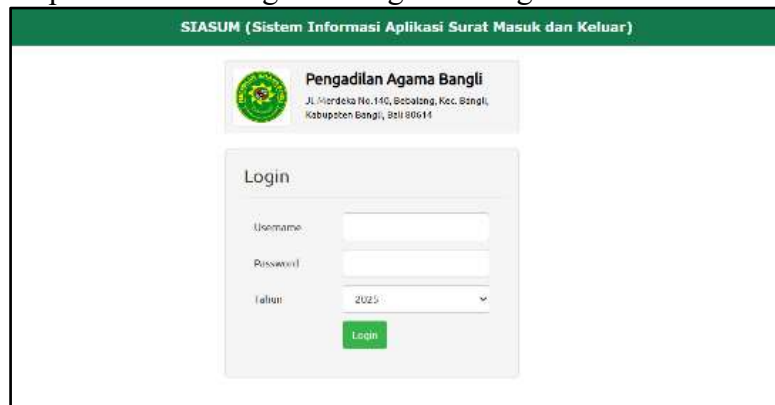 SIASUM (Sistem Informasi Aplikasi Surat Masuk dan Keluar)
Pengadilan Agama Bangli
Jl. Merdeka No.140, Bebalang, Kec. Bangli,
Kabupaten Bangli, Bali 80614
Login
Username
Password
Tahun
2025
Login